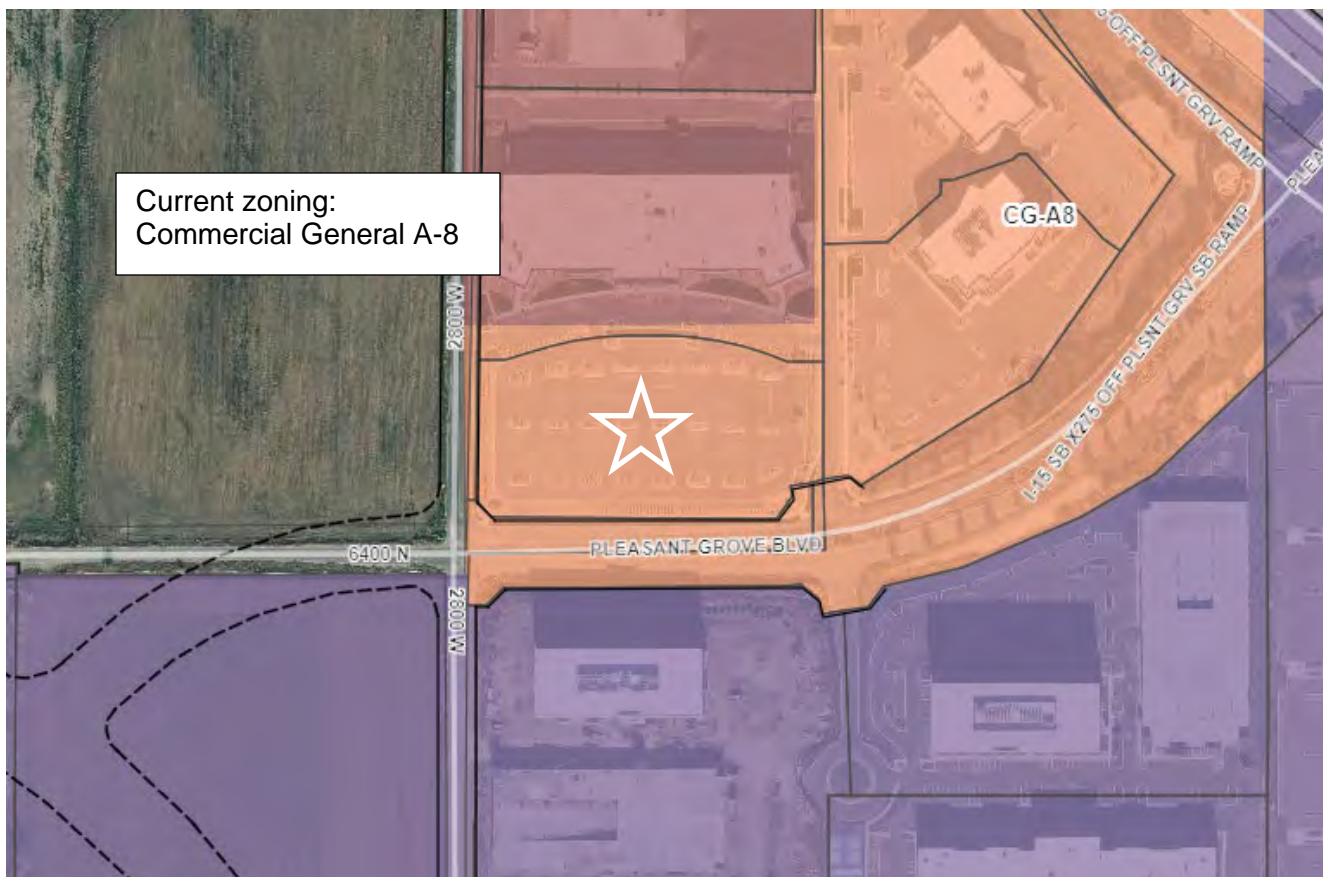 Current zoning:
Commercial General A-8
CG-A8
2800 W
6400 N
PLEASANT GROVE BLVD
2800 W
I-15 SB X275 OFF PLSNT GRV SB RAMP
OFF PLSNT GRV RAMP